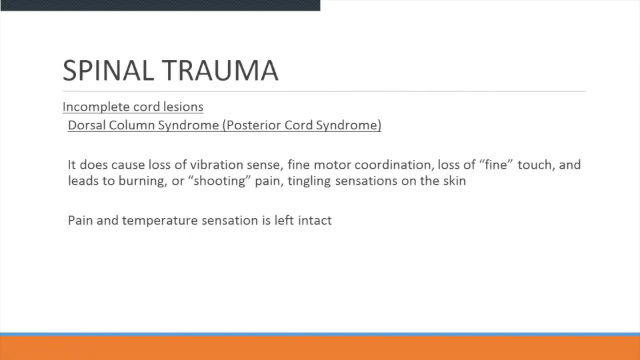 SPINAL TRAUMA
Incomplete cord lesions
Dorsal Column Syndrome (Posterior Cord Syndrome)
It does cause loss of vibration sense, fine motor coordination, loss of “fine” touch, and
leads to burning, or “shooting” pain, tingling sensations on the skin
Pain and temperature sensation is left intact